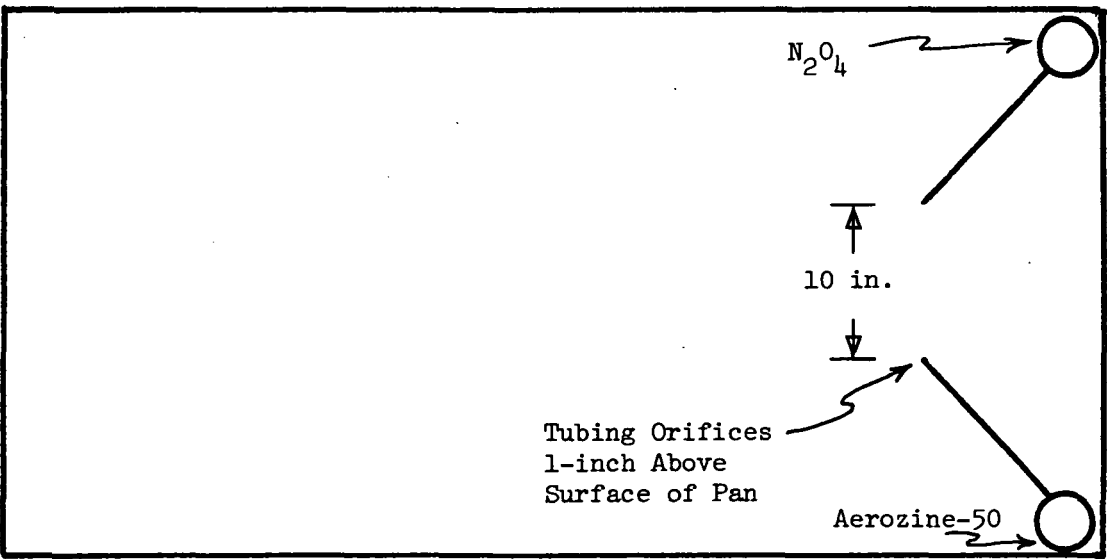 N₂O₄
10 in.
Tubing Orifices
1-inch Above
Surface of Pan
Aerozine-50